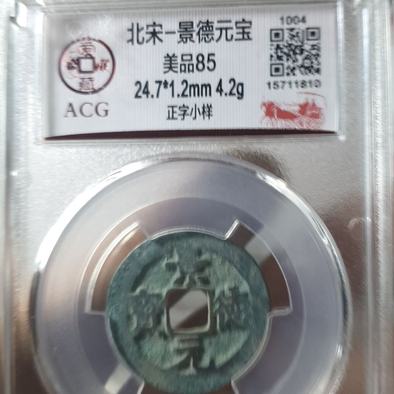 北宋-景德元宝
美品85
24.7*1.2mm 4.2g
正字小样
ACG
1004
15711810
景
德
元
寶